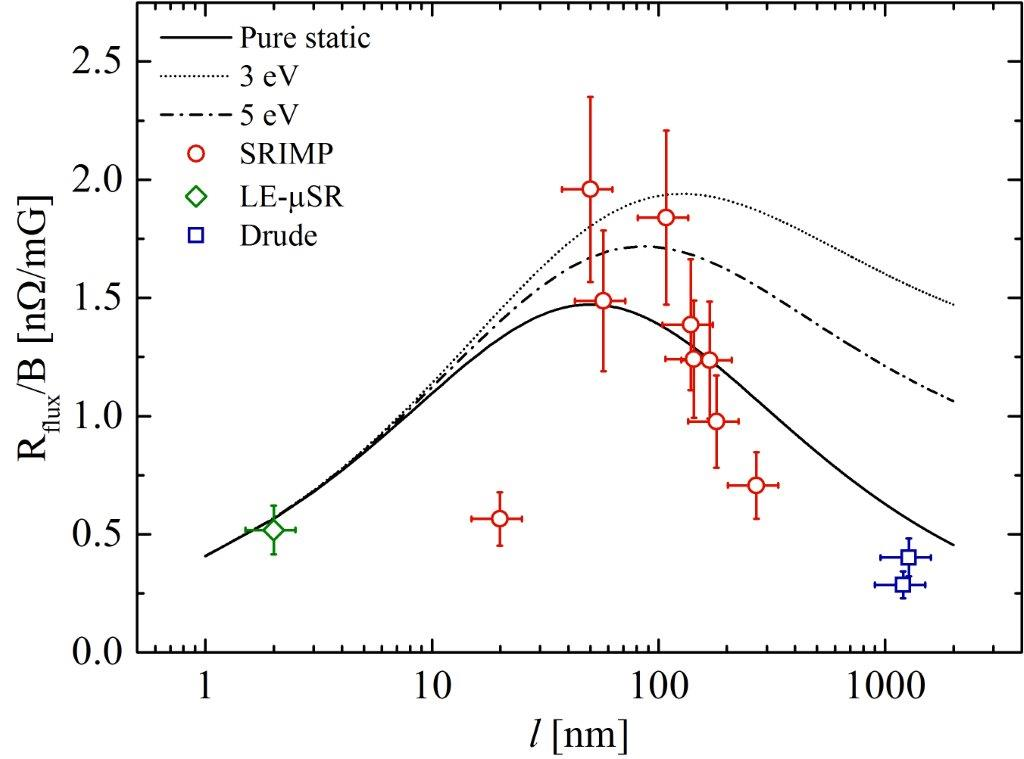 Pure static
3 eV
5 eV
SRIMP
LE-μSR
Drude
R_flux/B [nΩ/mG]
2.5
2.0
1.5
1.0
0.5
0.0
1 10 100 1000
l [nm]